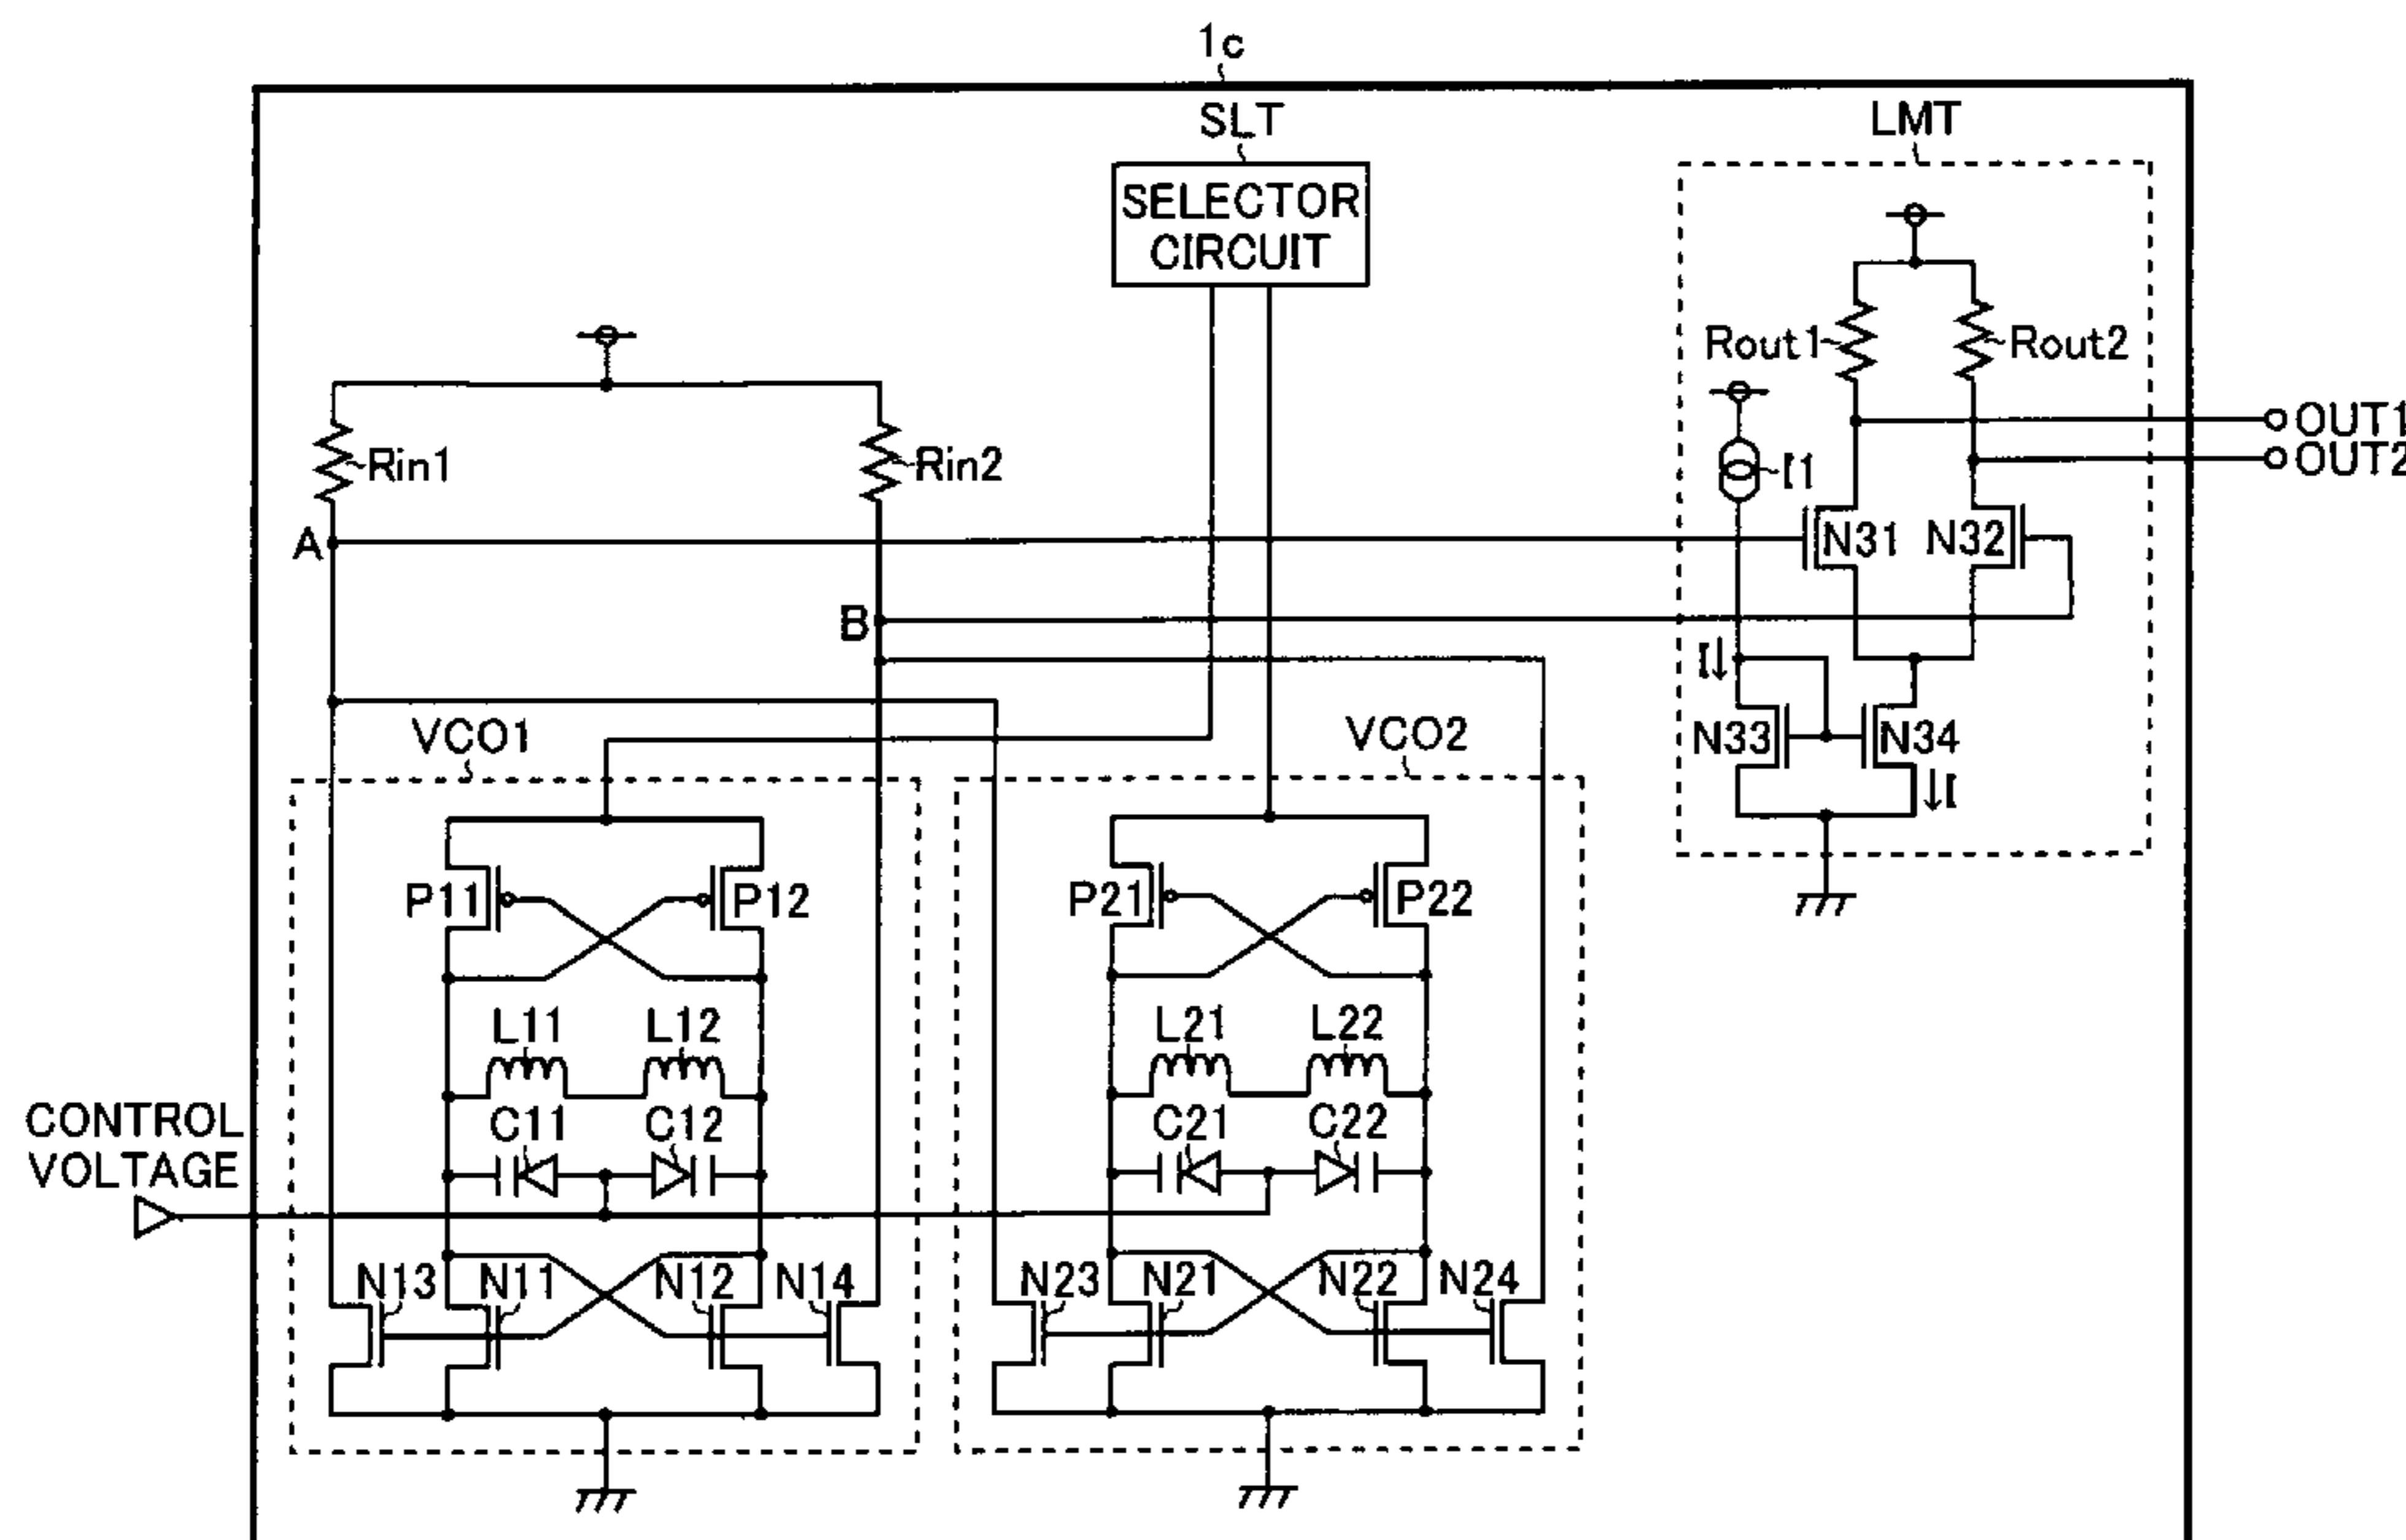 1c
SLT
LMT
SELECTOR
CIRCUIT
Rout1
Rout2
OUT1
OUT2
Rin1
Rin2
I1
A
N31
N32
B
I
VCO1
VCO2
N33
N34
I
P11
P12
P21
P22
L11
L12
L21
L22
CONTROL
VOLTAGE
C11
C12
C21
C22
N13
N11
N12
N14
N23
N21
N22
N24